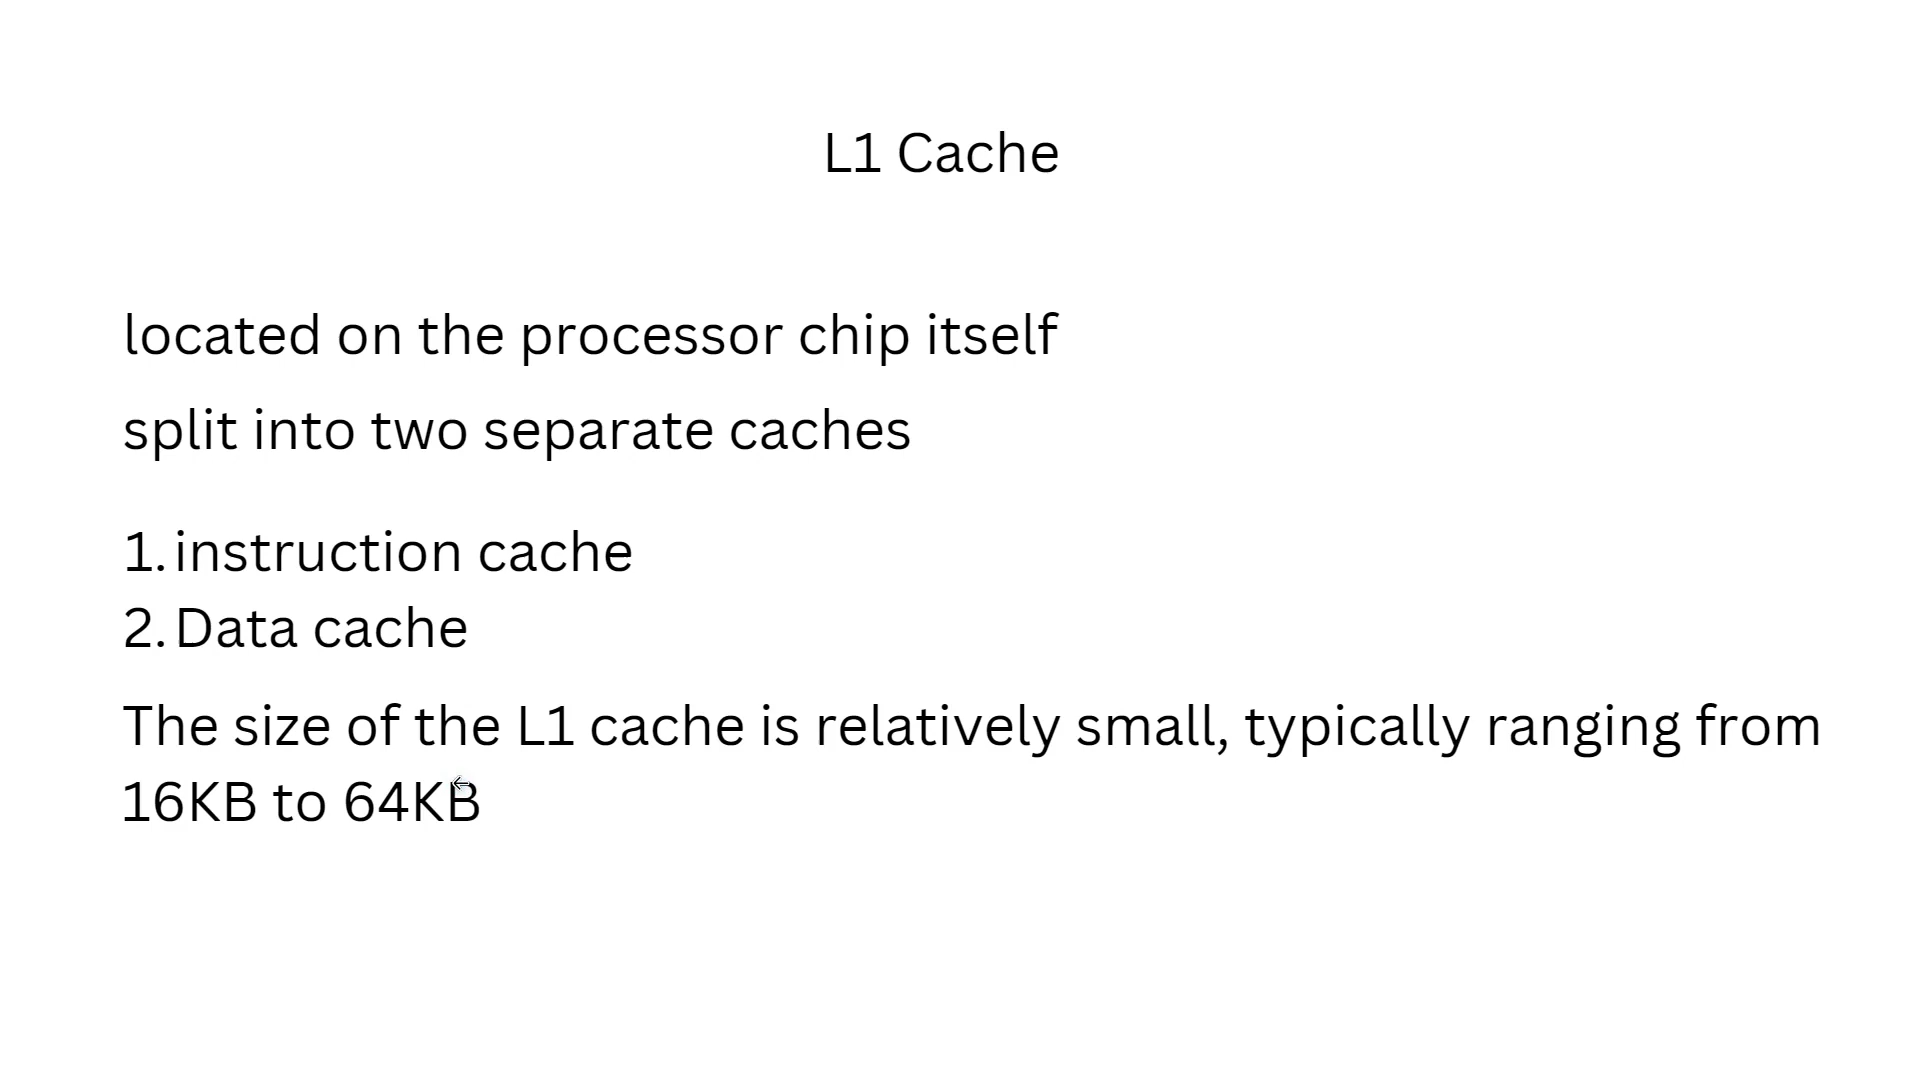 L1 Cache
located on the processor chip itself
split into two separate caches
1. instruction cache
2. Data cache
The size of the L1 cache is relatively small, typically ranging from
16KB to 64KB